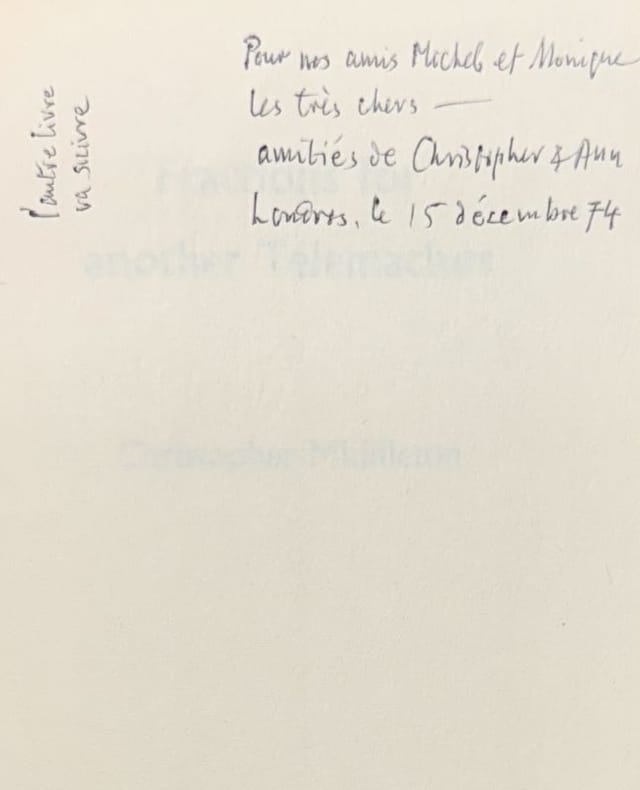 Pour nos amis Michel et Monique
les très chers —
amitiés de Christopher & Ann
Londres, le 15 décembre 74
l'autre livre
va suivre
Fractions for
another Telemachus
Christopher Middleton